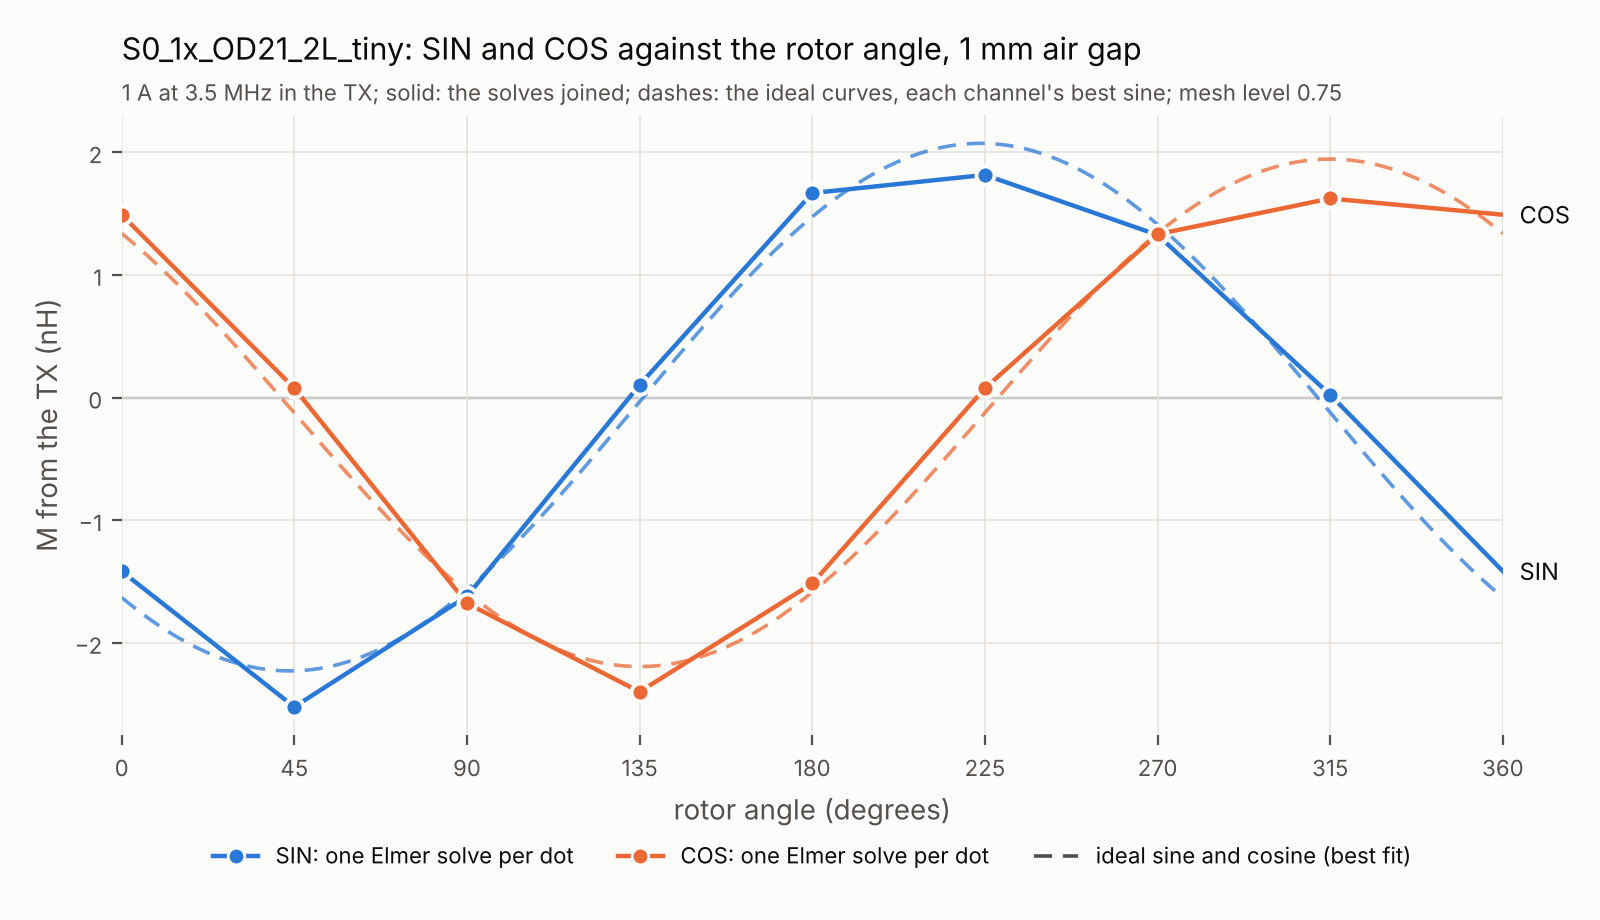 S0_1x_OD21_2L_tiny: SIN and COS against the rotor angle, 1 mm air gap
1 A at 3.5 MHz in the TX; solid: the solves joined; dashes: the ideal curves, each channel's best sine; mesh level 0.75
M from the TX (nH)
2
1
0
−1
−2
COS
SIN
0 45 90 135 180 225 270 315 360
rotor angle (degrees)
SIN: one Elmer solve per dot COS: one Elmer solve per dot ideal sine and cosine (best fit)